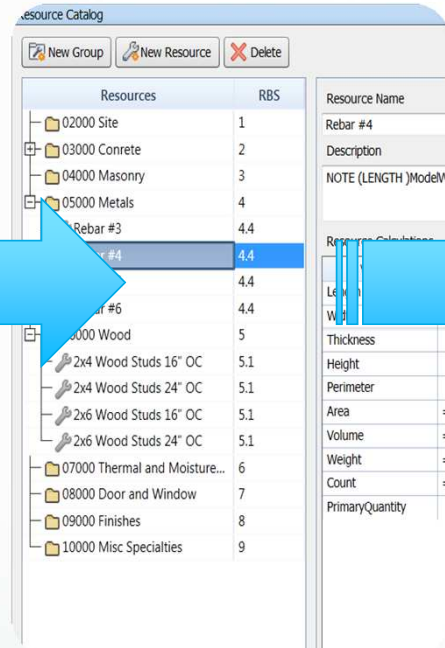 Resource Catalog
New Group New Resource Delete
Resources RBS
02000 Site 1
03000 Conrete 2
04000 Masonry 3
05000 Metals 4
Rebar #3 4.4
#4 4.4
4.4
#6 4.4
Wood 5
2x4 Wood Studs 16" OC 5.1
2x4 Wood Studs 24" OC 5.1
2x6 Wood Studs 16" OC 5.1
2x6 Wood Studs 24" OC 5.1
07000 Thermal and Moisture... 6
08000 Door and Window 7
09000 Finishes 8
10000 Misc Specialties 9
Resource Name
Rebar #4
Description
NOTE (LENGTH )ModelW
Thickness
Height
Perimeter
Area =
Volume =
Weight =
Count =
PrimaryQuantity